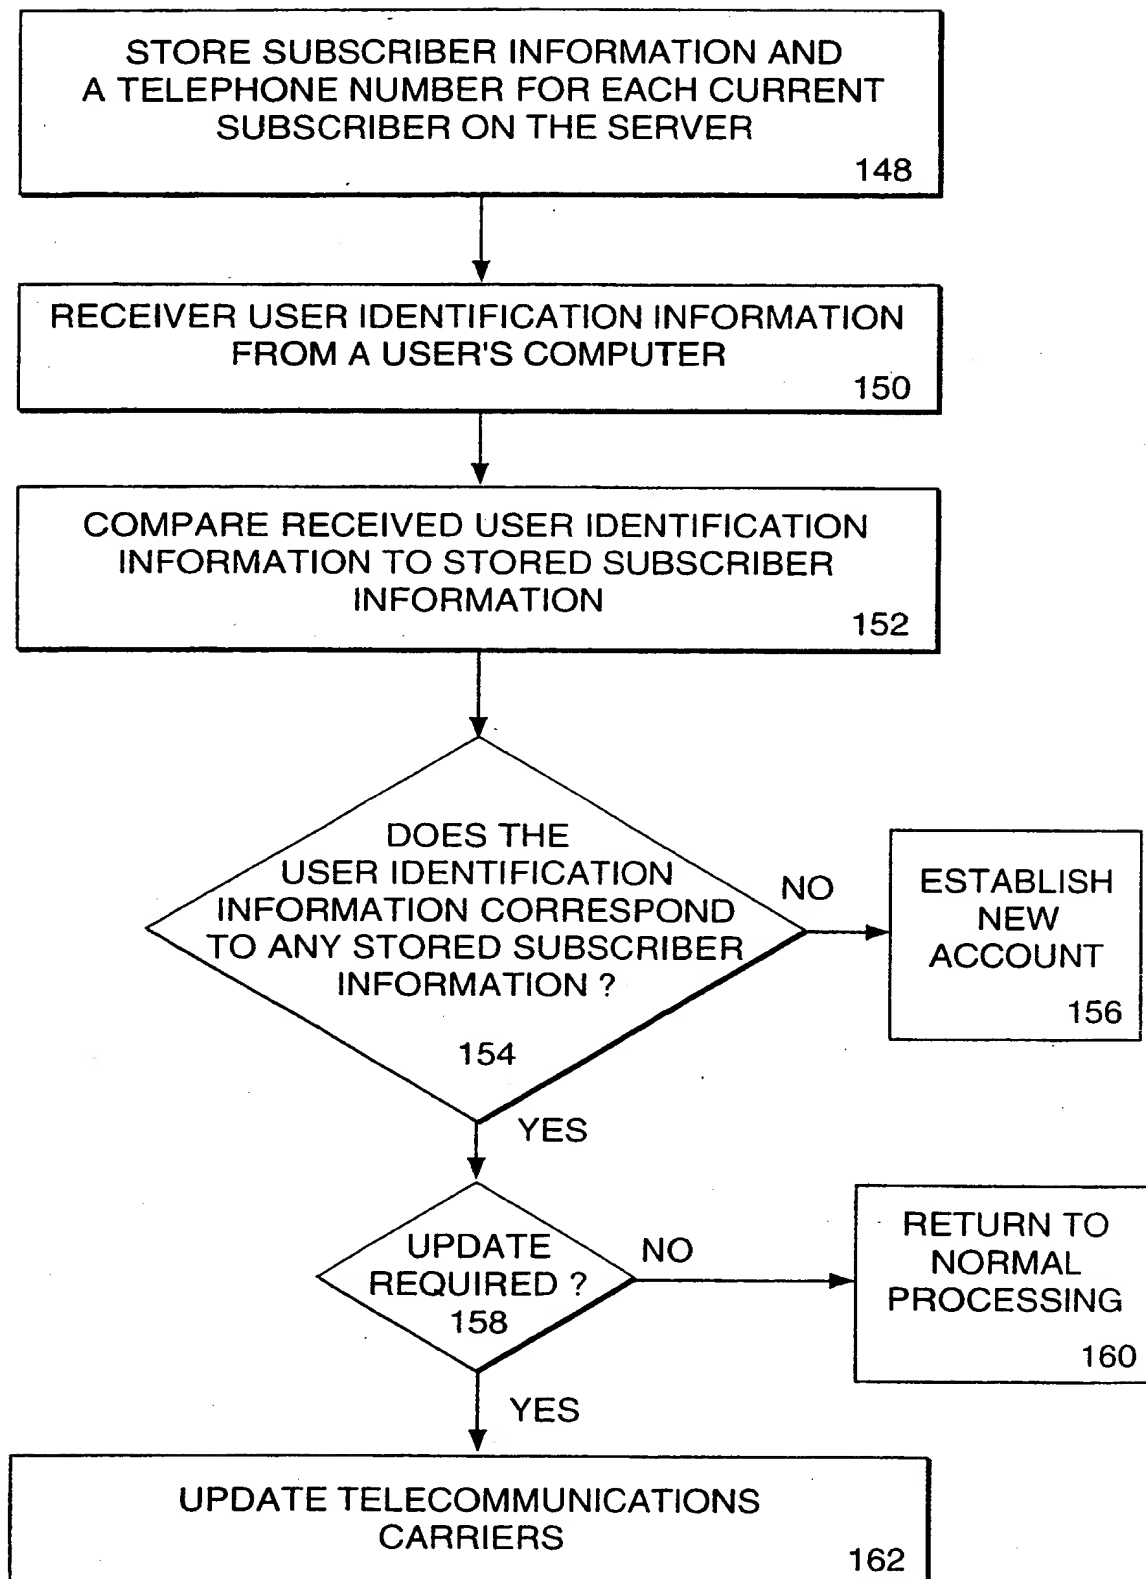 STORE SUBSCRIBER INFORMATION AND
A TELEPHONE NUMBER FOR EACH CURRENT
SUBSCRIBER ON THE SERVER
148
RECEIVER USER IDENTIFICATION INFORMATION
FROM A USER'S COMPUTER
150
COMPARE RECEIVED USER IDENTIFICATION
INFORMATION TO STORED SUBSCRIBER
INFORMATION
152
DOES THE
USER IDENTIFICATION
INFORMATION CORRESPOND
TO ANY STORED SUBSCRIBER
INFORMATION ?
154
NO
ESTABLISH
NEW
ACCOUNT
156
YES
UPDATE
REQUIRED ?
158
NO
RETURN TO
NORMAL
PROCESSING
160
YES
UPDATE TELECOMMUNICATIONS
CARRIERS
162